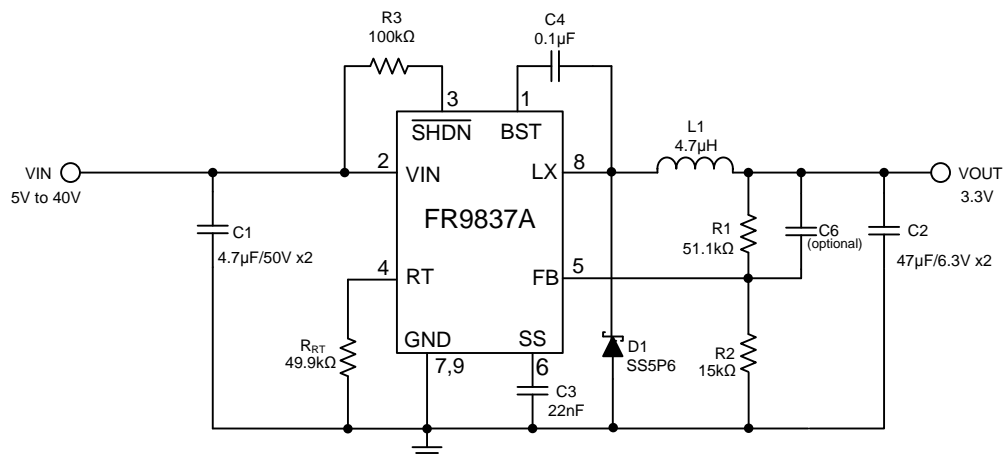 R3
100kΩ
C4
0.1µF
3
1
SHDN
BST
L1
4.7µH
2
8
VIN
VIN
LX
VOUT
5V to 40V
3.3V
FR9837A
C1
4.7µF/50V x2
R1
51.1kΩ
C6
(optional)
C2
47µF/6.3V x2
4
5
RT
FB
RRT
49.9kΩ
GND
SS
7,9
6
D1
SS5P6
R2
15kΩ
C3
22nF